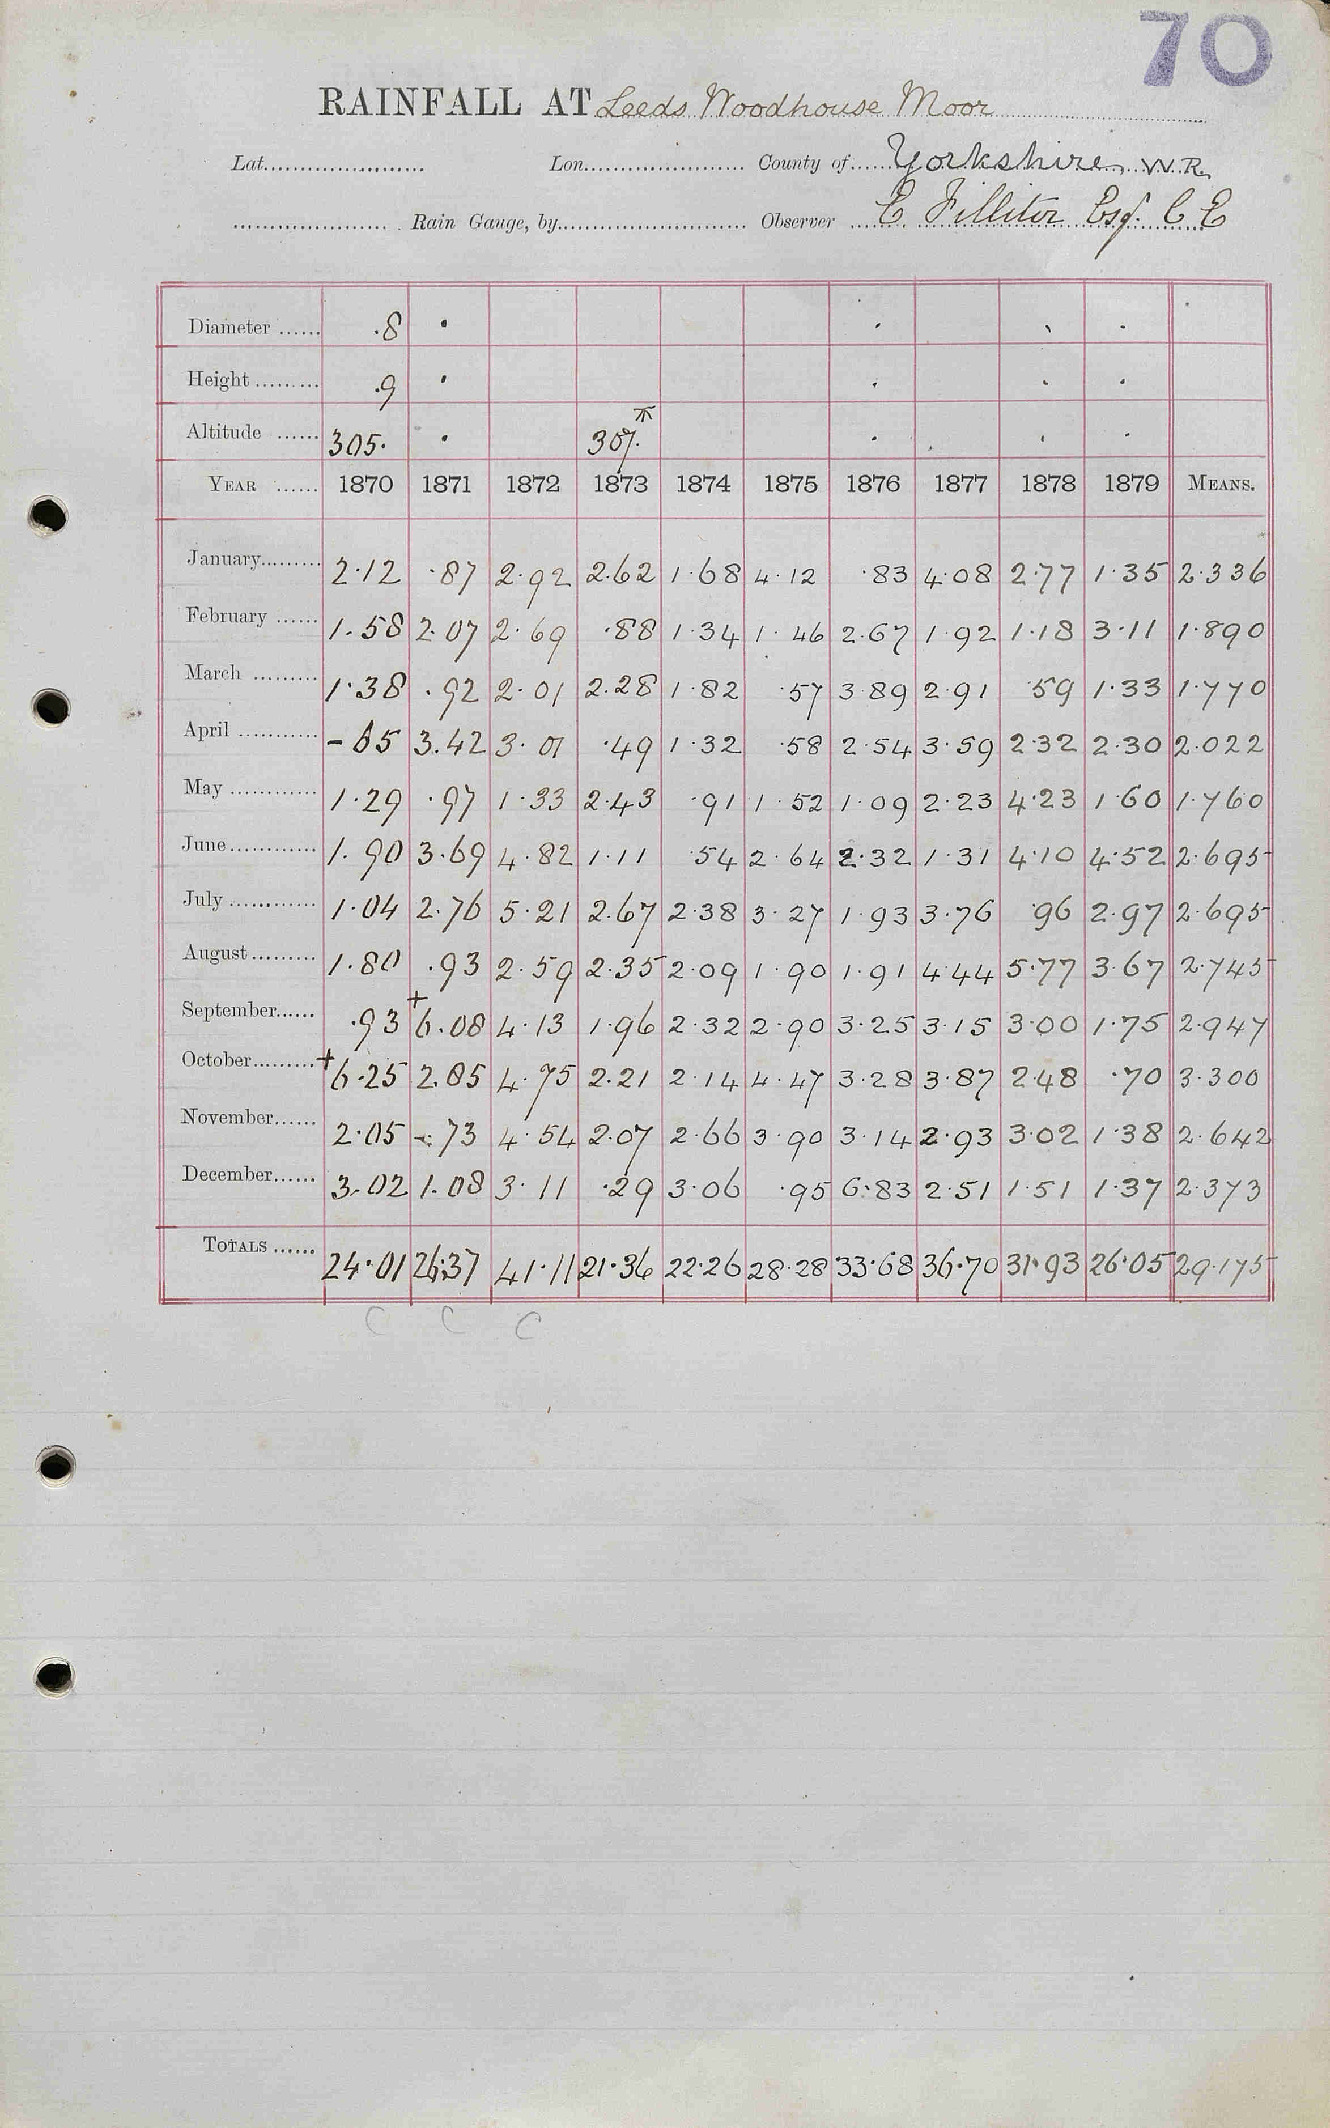 70
RAINFALL AT Leeds Woodhouse Moor
Lat. Lon. County of Yorkshire, W.R.
Rain Gauge, by Observer C Filliter Esq. C E
Diameter ...... .8 ·
Height ......... .9 ·
Altitude ...... 305. · 307.
YEAR ...... 1870 1871 1872 1873 1874 1875 1876 1877 1878 1879 MEANS.
January......... 2.12 .87 2.92 2.62 1.68 4.12 .83 4.08 2.77 1.35 2.336
February ...... 1.58 2.07 2.69 .88 1.34 1.46 2.67 1.92 1.18 3.11 1.890
March ......... 1.38 .92 2.01 2.28 1.82 .57 3.89 2.91 .59 1.33 1.770
April ............ -65 3.42 3.01 .49 1.32 .58 2.54 3.59 2.32 2.30 2.022
May ............ 1.29 .97 1.33 2.43 .91 1.52 1.09 2.23 4.23 1.60 1.760
June............ 1.90 3.69 4.82 1.11 .54 2.64 2.32 1.31 4.10 4.52 2.695
July ............ 1.04 2.76 5.21 2.67 2.38 3.27 1.93 3.76 .96 2.97 2.695
August......... 1.80 .93 2.59 2.35 2.09 1.90 1.91 4.44 5.77 3.67 2.745
September...... .93 +6.08 4.13 1.96 2.32 2.90 3.25 3.15 3.00 1.75 2.947
October......... +6.25 2.85 4.75 2.21 2.14 4.47 3.28 3.87 2.48 .70 3.300
November...... 2.05 .73 4.54 2.07 2.66 3.90 3.14 2.93 3.02 1.38 2.642
December...... 3.02 1.08 3.11 .29 3.06 .95 6.83 2.51 1.51 1.37 2.373
TOTALS ...... 24.01 26.37 41.11 21.36 22.26 28.28 33.68 36.70 31.93 26.05 29.175
C C C